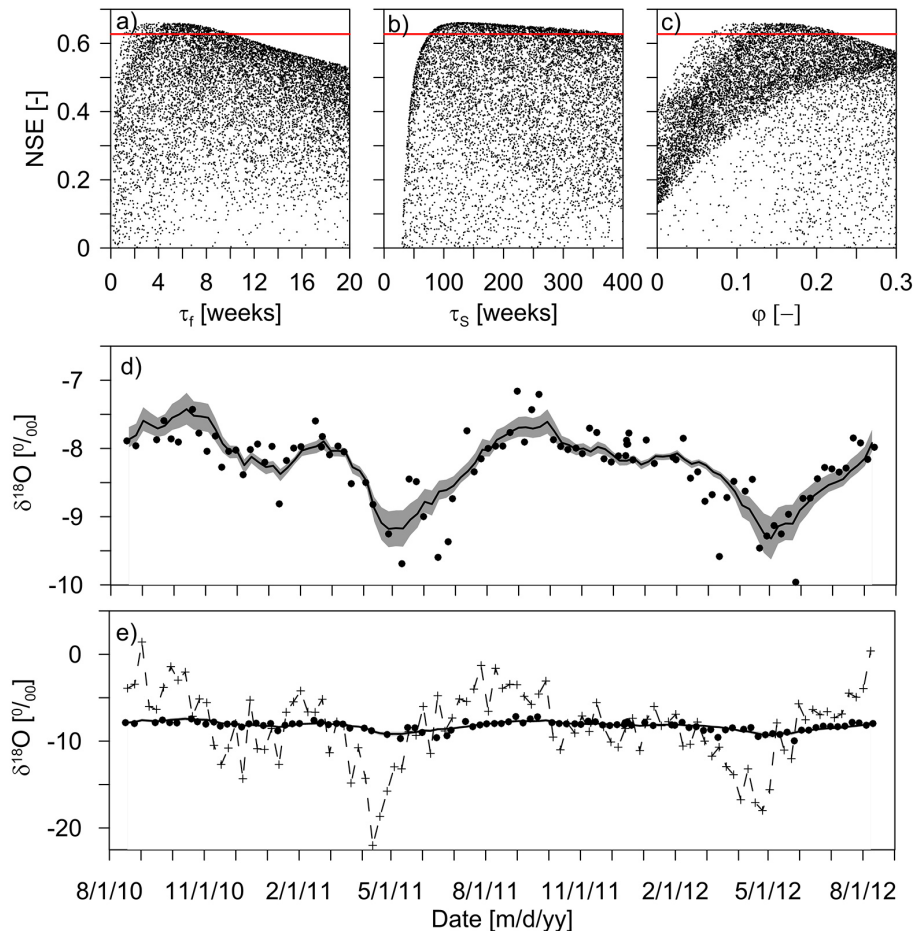 a)
b)
c)
NSE [-]
0.6
0.4
0.2
0
0 4 8 12 16 20
0 100 200 300 400
0 0.1 0.2 0.3
τf [weeks]
τS [weeks]
φ [–]
d)
δ18O [0/00]
-7
-8
-9
-10
e)
δ18O [0/00]
0
-10
-20
8/1/10 11/1/10 2/1/11 5/1/11 8/1/11 11/1/11 2/1/12 5/1/12 8/1/12
Date [m/d/yy]